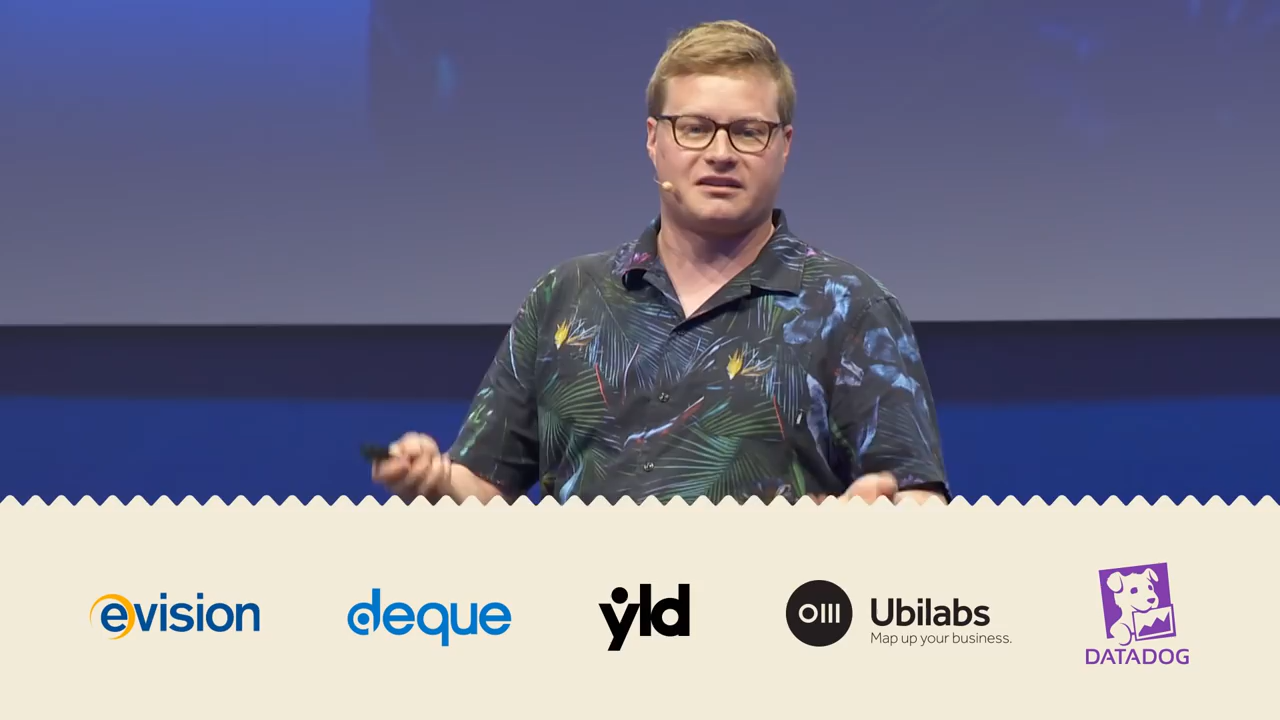 evision
deque
yld
Ubilabs
Map up your business.
DATADOG